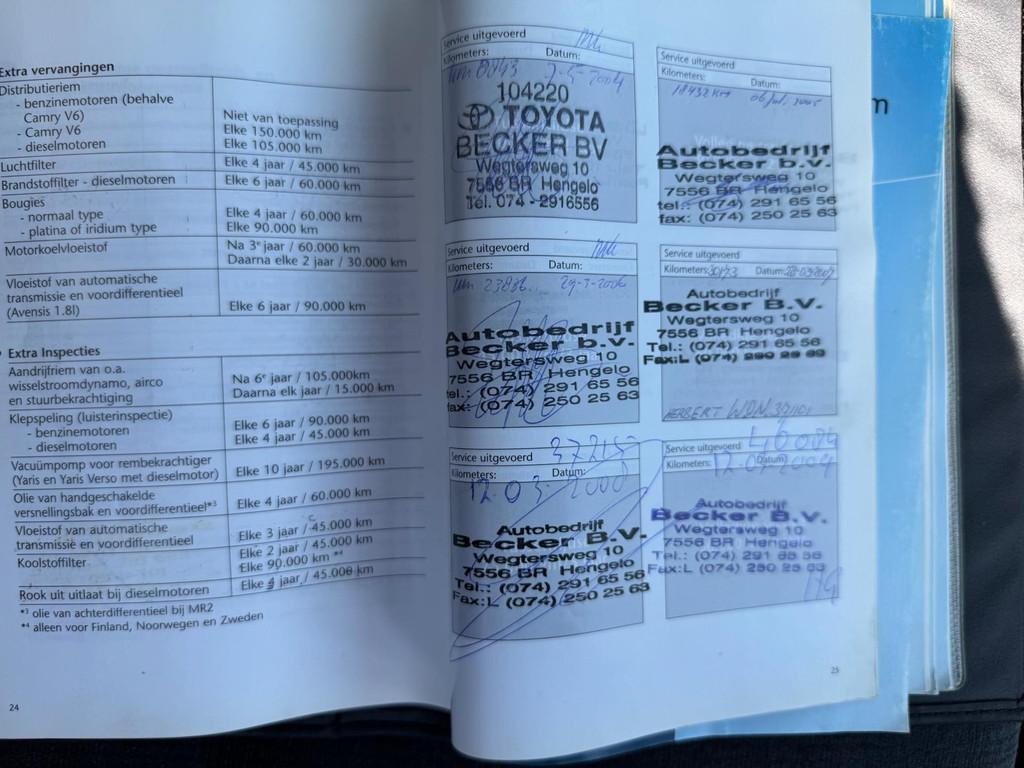 Extra vervangingen
Distributieriem
- benzinemotoren (behalve
Camry V6) Niet van toepassing
- Camry V6 Elke 150.000 km
- dieselmotoren Elke 105.000 km
Luchtfilter Elke 4 jaar / 45.000 km
Brandstoffilter - dieselmotoren Elke 6 jaar / 60.000 km
Bougies
- normaal type Elke 4 jaar / 60.000 km
- platina of iridium type Elke 90.000 km
Motorkoelvloeistof Na 3e jaar / 60.000 km
Daarna elke 2 jaar / 30.000 km
Vloeistof van automatische
transmissie en voordifferentieel
(Avensis 1.8l) Elke 6 jaar / 90.000 km
Extra Inspecties
Aandrijfriem van o.a.
wisselstroomdynamo, airco Na 6e jaar / 105.000km
en stuurbekrachtiging Daarna elk jaar / 15.000 km
Klepspeling (luisterinspectie)
- benzinemotoren Elke 6 jaar / 90.000 km
- dieselmotoren Elke 4 jaar / 45.000 km
Vacuümpomp voor rembekrachtiger
(Yaris en Yaris Verso met dieselmotor) Elke 10 jaar / 195.000 km
Olie van handgeschakelde
versnellingsbak en voordifferentieel*3 Elke 4 jaar / 60.000 km
Vloeistof van automatische
transmissie en voordifferentieel Elke 3 jaar / 45.000 km
Koolstoffilter Elke 2 jaar / 45.000 km
Elke 90.000 km *4
Rook uit uitlaat bij dieselmotoren Elke jaar / 45.000 km
*3 olie van achterdifferentieel bij MR2
*4 alleen voor Finland, Noorwegen en Zweden
24
Service uitgevoerd
Kilometers: Datum:
104220
TOYOTA
BECKER BV
Wegtersweg 10
7556 BR Hengelo
Tel. 074 - 2916556
Service uitgevoerd
Kilometers: Datum:
18432 km
Autobedrijf
Becker b.v.
Wegtersweg 10
7556 BR Hengelo
tel.: (074) 291 65 56
fax: (074) 250 25 63
Service uitgevoerd
Kilometers: Datum:
23836
Autobedrijf
Becker b.v.
Wegtersweg 10
7556 BR Hengelo
tel.: (074) 291 65 56
fax: (074) 250 25 63
Service uitgevoerd
Kilometers: Datum:
Autobedrijf
Becker B.V.
Wegtersweg 10
7556 BR Hengelo
Tel.: (074) 291 65 56
Fax:L (074) 250 25 63
Service uitgevoerd
Kilometers: Datum:
12.03
Autobedrijf
Becker B.V.
Wegtersweg 10
7556 BR Hengelo
Tel.: (074) 291 65 56
Fax:L (074) 250 25 63
Service uitgevoerd
Kilometers: Datum:
Autobedrijf
Becker B.V.
Wegtersweg 10
7556 BR Hengelo
Tel.: (074) 291 65 56
Fax:L (074) 250 25 63
25
m